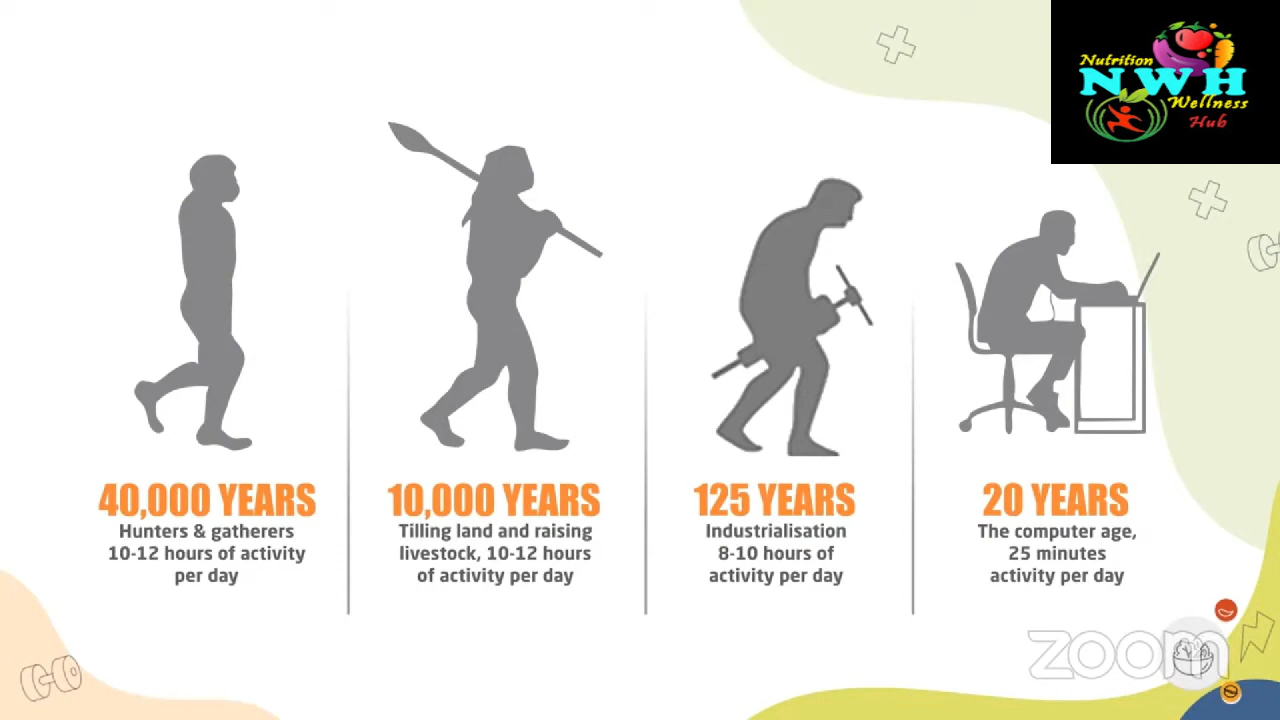 Nutrition
NWH
Wellness
Hub
40,000 YEARS
Hunters & gatherers
10-12 hours of activity
per day
10,000 YEARS
Tilling land and raising
livestock, 10-12 hours
of activity per day
125 YEARS
Industrialisation
8-10 hours of
activity per day
20 YEARS
The computer age,
25 minutes
activity per day
zoom